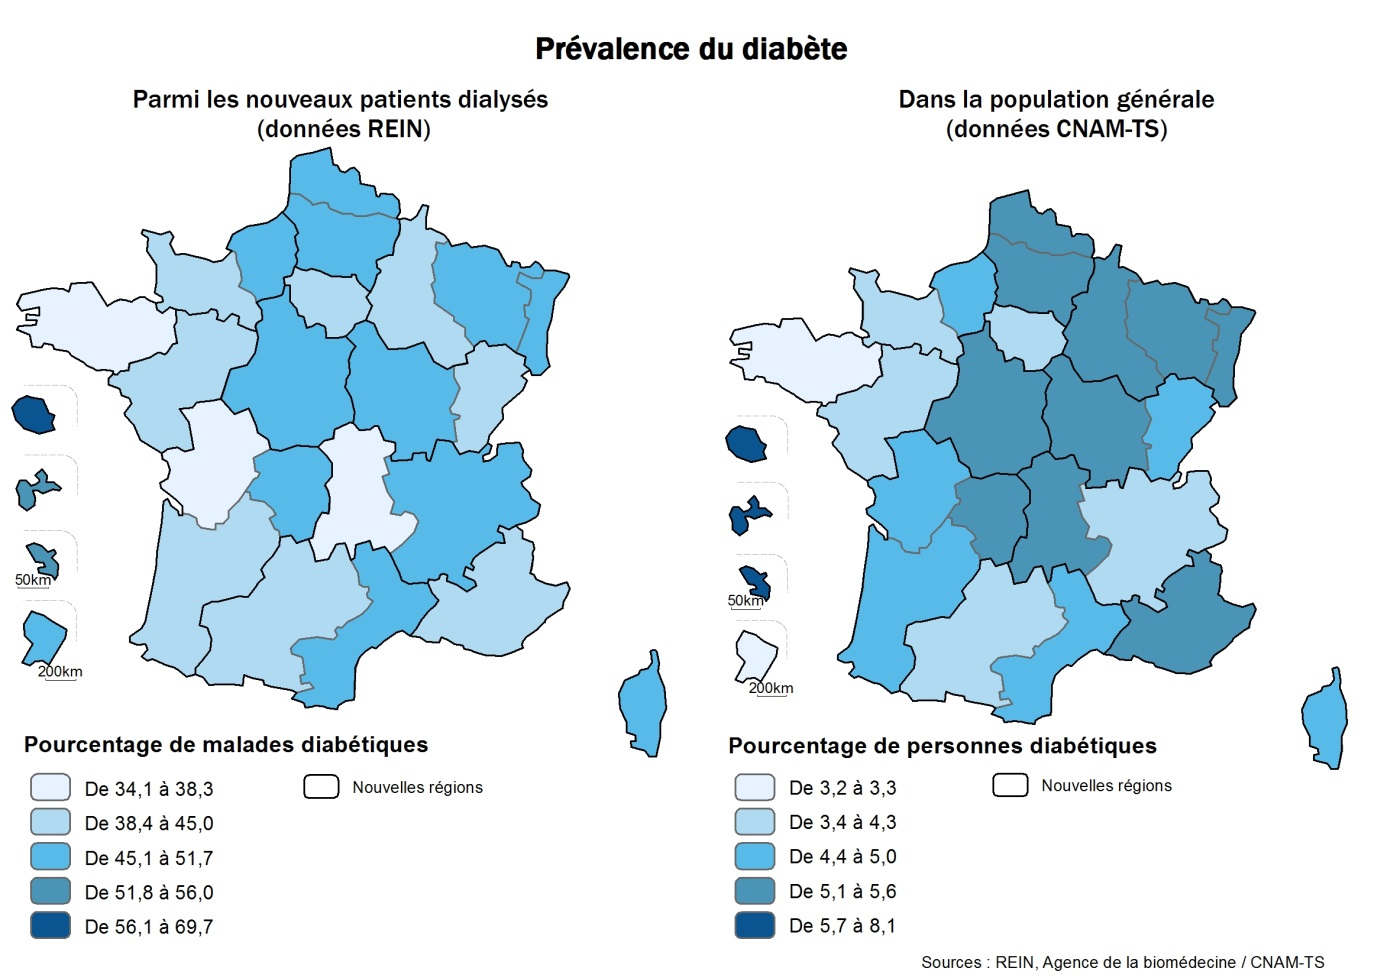 Prévalence du diabète
Parmi les nouveaux patients dialysés
(données REIN)
Dans la population générale
(données CNAM-TS)
50km
200km
50km
200km
Pourcentage de malades diabétiques
De 34,1 à 38,3
De 38,4 à 45,0
De 45,1 à 51,7
De 51,8 à 56,0
De 56,1 à 69,7
Nouvelles régions
Pourcentage de personnes diabétiques
De 3,2 à 3,3
De 3,4 à 4,3
De 4,4 à 5,0
De 5,1 à 5,6
De 5,7 à 8,1
Nouvelles régions
Sources : REIN, Agence de la biomédecine / CNAM-TS